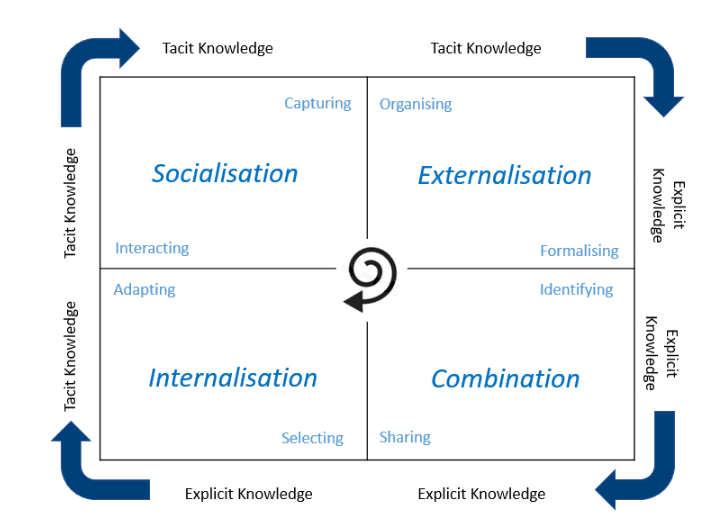 Tacit Knowledge
Tacit Knowledge
Capturing
Organising
Socialisation
Externalisation
Tacit Knowledge
Explicit
Knowledge
Interacting
Formalising
Adapting
Identifying
Tacit Knowledge
Explicit
Knowledge
Internalisation
Combination
Selecting
Sharing
Explicit Knowledge
Explicit Knowledge